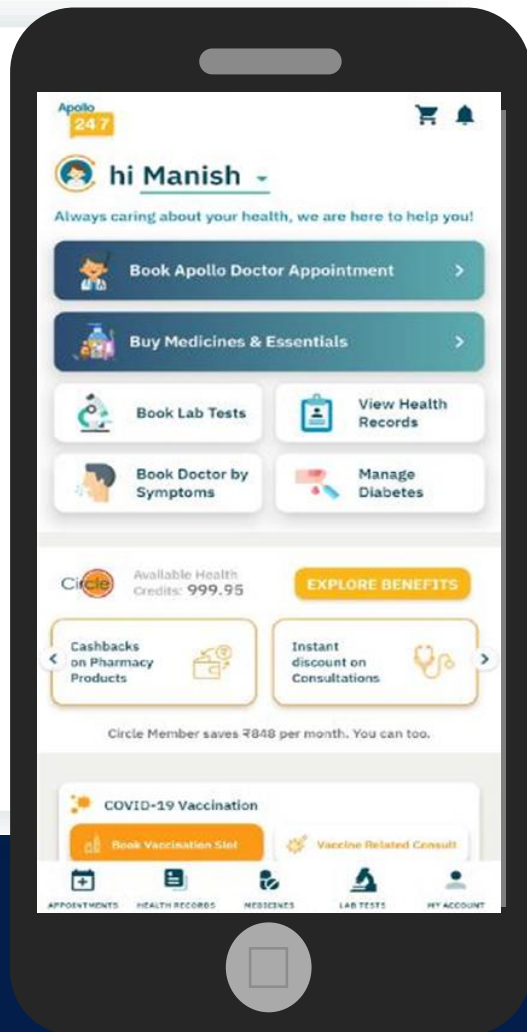 Apollo
24|7
hi Manish
Always caring about your health, we are here to help you!
Book Apollo Doctor Appointment
Buy Medicines & Essentials
Book Lab Tests
View Health
Records
Book Doctor by
Symptoms
Manage
Diabetes
Circle
Available Health
Credits: 999.95
EXPLORE BENEFITS
Cashbacks
on Pharmacy
Products
Instant
discount on
Consultations
Circle Member saves ₹848 per month. You can too.
COVID-19 Vaccination
Book Vaccination Slot
Vaccine Related Consult
APPOINTMENTS
HEALTH RECORDS
MEDICINES
LAB TESTS
MY ACCOUNT